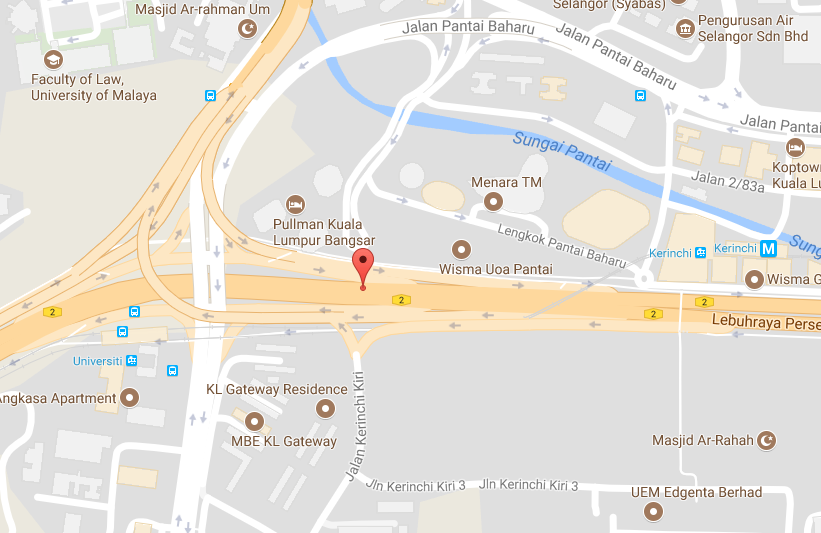 Selangor (Syabas)
Masjid Ar-rahman Um
Jalan Pantai Baharu
Jalan Pantai Baharu
Pengurusan Air
Selangor Sdn Bhd
Faculty of Law,
University of Malaya
Jalan Pantai
Sungai Pantai
Koptown
Kuala Lu
Jalan 2/83a
Menara TM
Pullman Kuala
Lumpur Bangsar
Lengkok Pantai Baharu
Kerinchi
Kerinchi
M
Sung
Wisma Uoa Pantai
Wisma G
2
2
2
2
Lebuhraya Perse
Universiti
Angkasa Apartment
KL Gateway Residence
MBE KL Gateway
Jalan Kerinchi Kiri
Masjid Ar-Rahah
Jln Kerinchi Kiri 3
Jln Kerinchi Kiri 3
UEM Edgenta Berhad